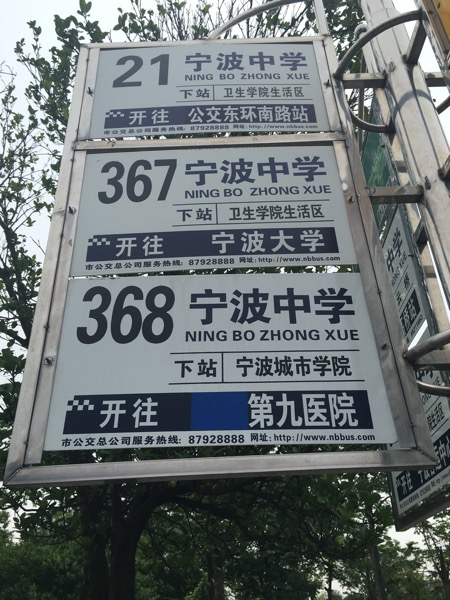 21 宁波中学
NING BO ZHONG XUE
下站 卫生学院生活区
开往 公交东环南路站
市公交总公司服务热线: 87928888 网址: http://www.nbbus.com
367 宁波中学
NING BO ZHONG XUE
下站 卫生学院生活区
开往 宁波大学
市公交总公司服务热线: 87928888 网址: http://www.nbbus.com
368 宁波中学
NING BO ZHONG XUE
下站 宁波城市学院
开往 第九医院
市公交总公司服务热线: 87928888 网址: http://www.nbbus.com